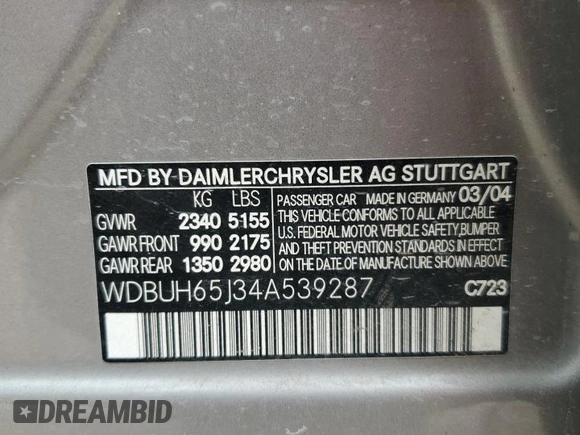 MFD BY DAIMLERCHRYSLER AG STUTTGART
KG LBS
GVWR 2340 5155
GAWR FRONT 990 2175
GAWR REAR 1350 2980
PASSENGER CAR MADE IN GERMANY 03/04
THIS VEHICLE CONFORMS TO ALL APPLICABLE
U.S. FEDERAL MOTOR VEHICLE SAFETY, BUMPER
AND THEFT PREVENTION STANDARDS IN EFFECT
ON THE DATE OF MANUFACTURE SHOWN ABOVE.
WDBUH65J34A539287 C723
DREAMBID